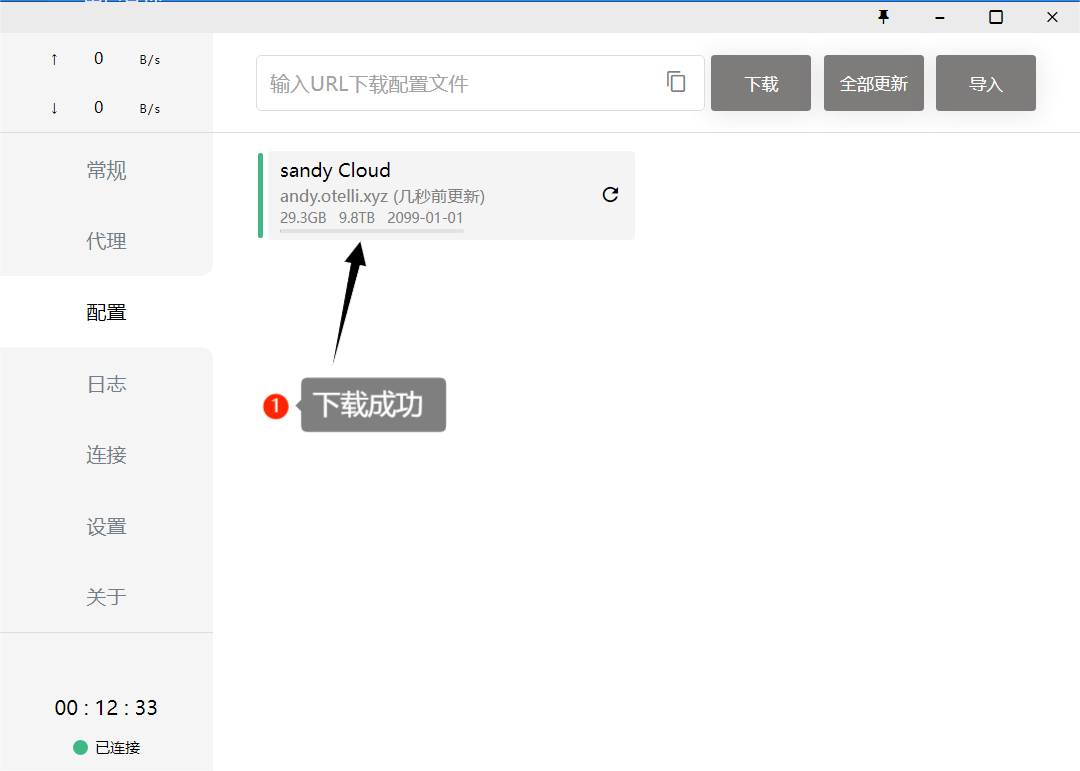 ↑ 0 B/s
↓ 0 B/s
输入URL下载配置文件
下载
全部更新
导入
常规
代理
配置
日志
连接
设置
关于
sandy Cloud
andy.otelli.xyz (几秒前更新)
29.3GB 9.8TB 2099-01-01
1 下载成功
00 : 12 : 33
已连接